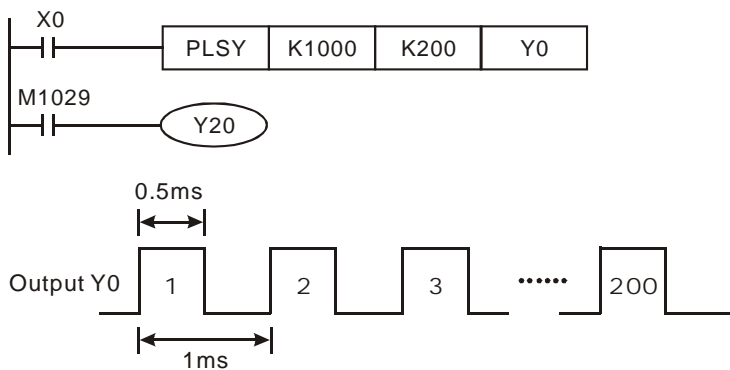 X0
PLSY K1000 K200 Y0
M1029
Y20
0.5ms
Output Y0 1 2 3 ...... 200
1ms